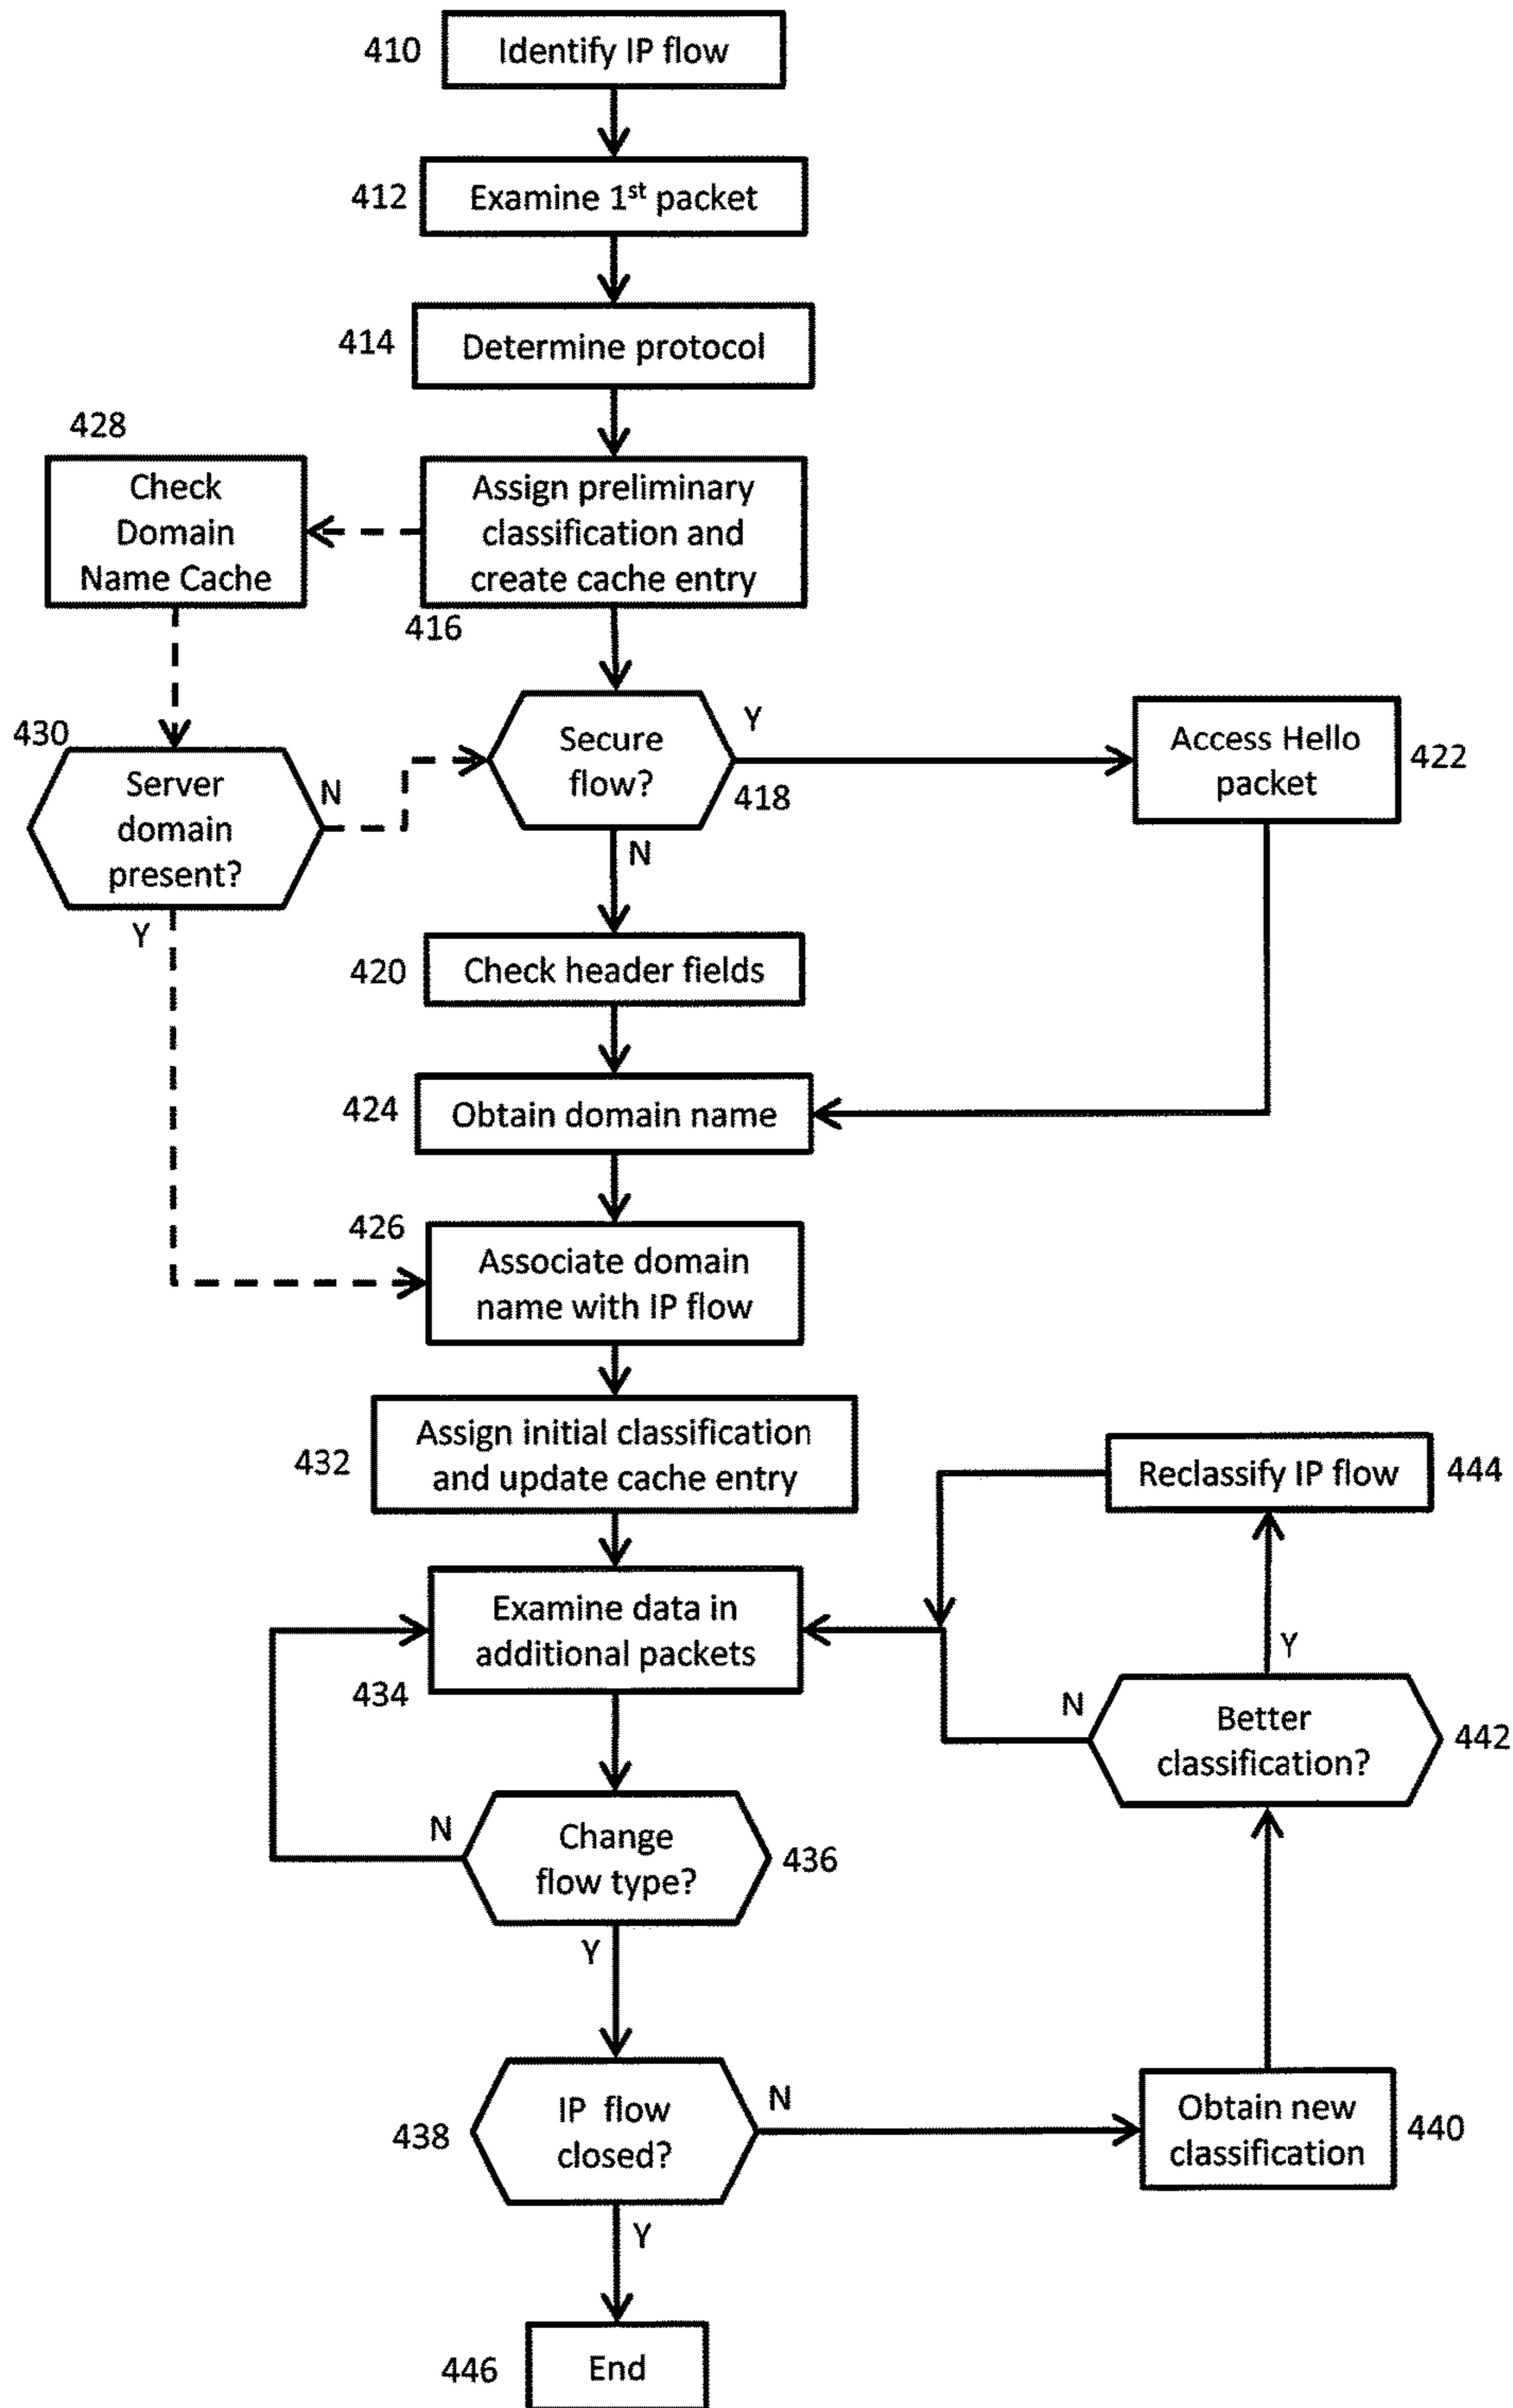 410
Identify IP flow
412
Examine 1st packet
414
Determine protocol
428
Check
Domain
Name Cache
Assign preliminary
classification and
create cache entry
416
430
Server
domain
present?
N
Y
Secure
flow?
Y
418
N
Access Hello
packet
422
420
Check header fields
424
Obtain domain name
426
Associate domain
name with IP flow
432
Assign initial classification
and update cache entry
Reclassify IP flow
444
Examine data in
additional packets
434
Y
N
Better
classification?
442
N
Change
flow type?
436
Y
438
IP flow
closed?
N
Obtain new
classification
440
Y
446
End